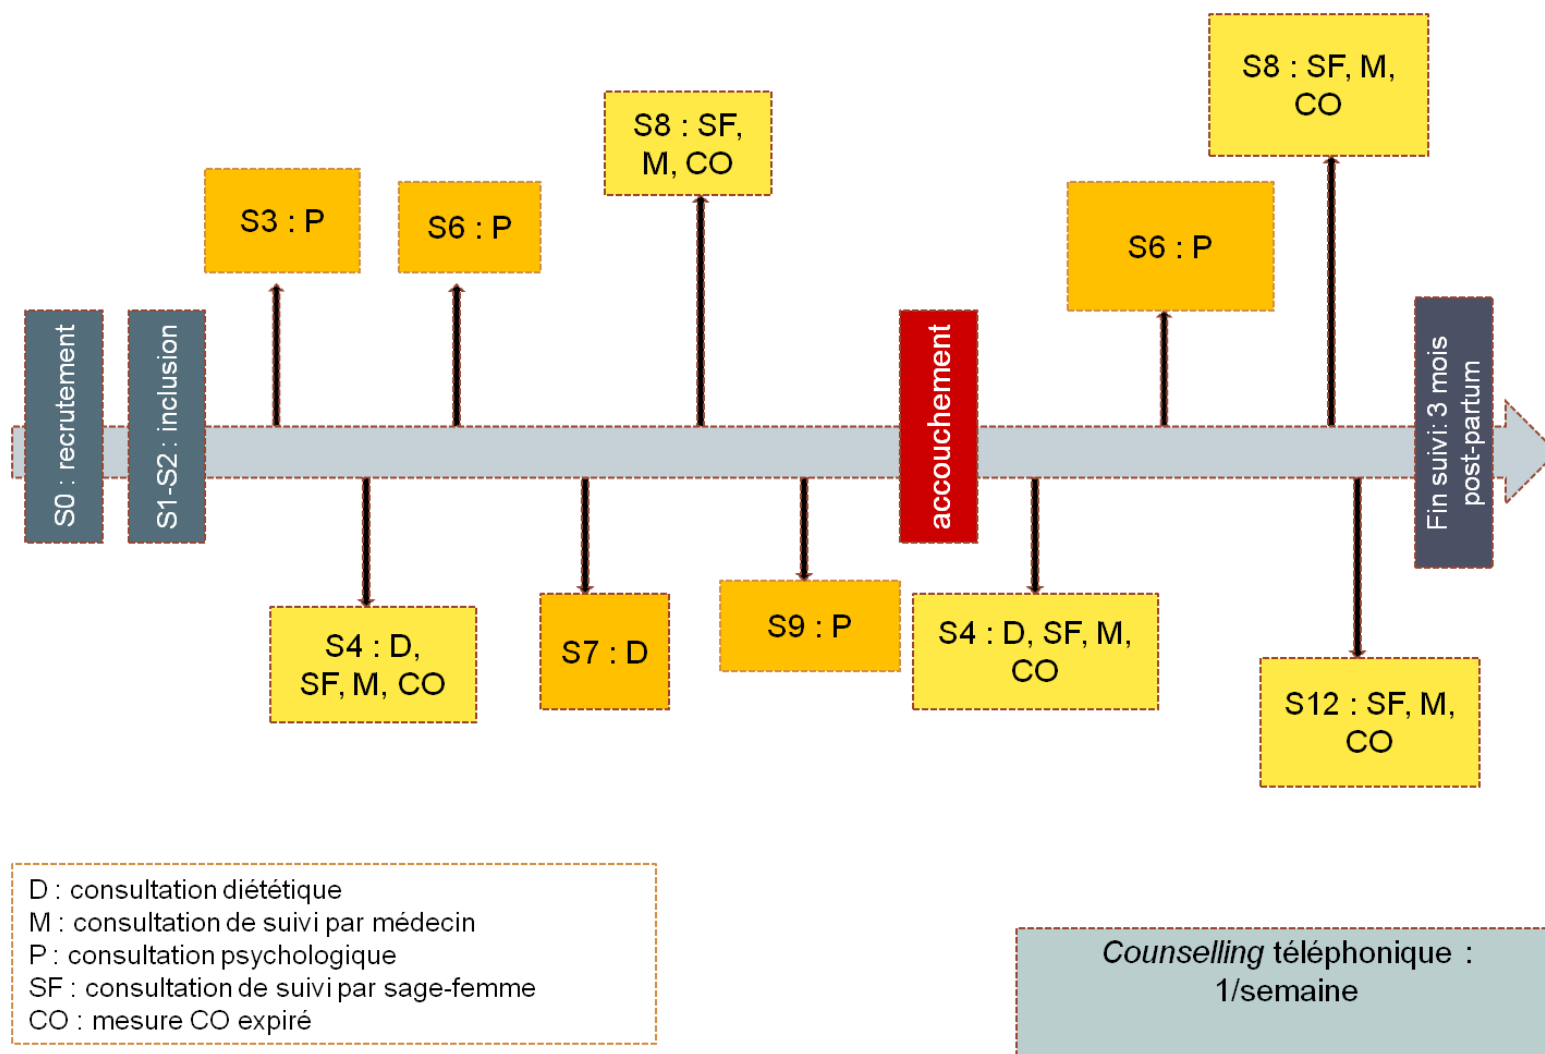 S8 : SF, M,
CO
S8 : SF,
M, CO
S3 : P
S6 : P
S6 : P
S0 : recrutement
S1-S2 : inclusion
accouchement
Fin suivi: 3 mois
post-partum
S4 : D,
SF, M, CO
S7 : D
S9 : P
S4 : D, SF, M,
CO
S12 : SF, M,
CO
D : consultation diététique
M : consultation de suivi par médecin
P : consultation psychologique
SF : consultation de suivi par sage-femme
CO : mesure CO expiré
Counselling téléphonique :
1/semaine